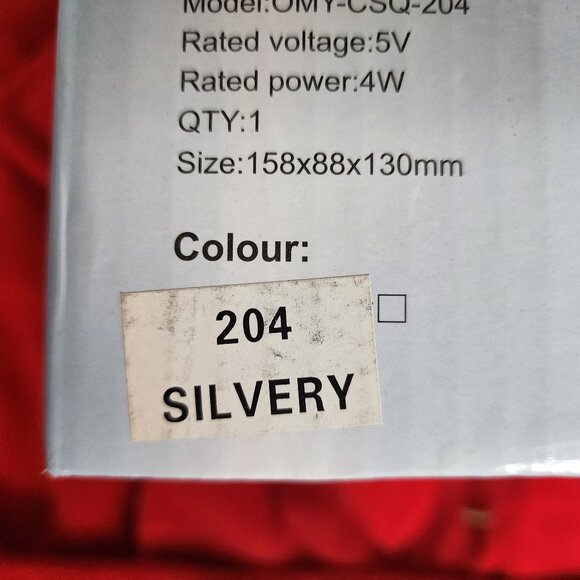 Model:OMY-CSQ-204
Rated voltage:5V
Rated power:4W
QTY:1
Size:158x88x130mm
Colour:
204
SILVERY